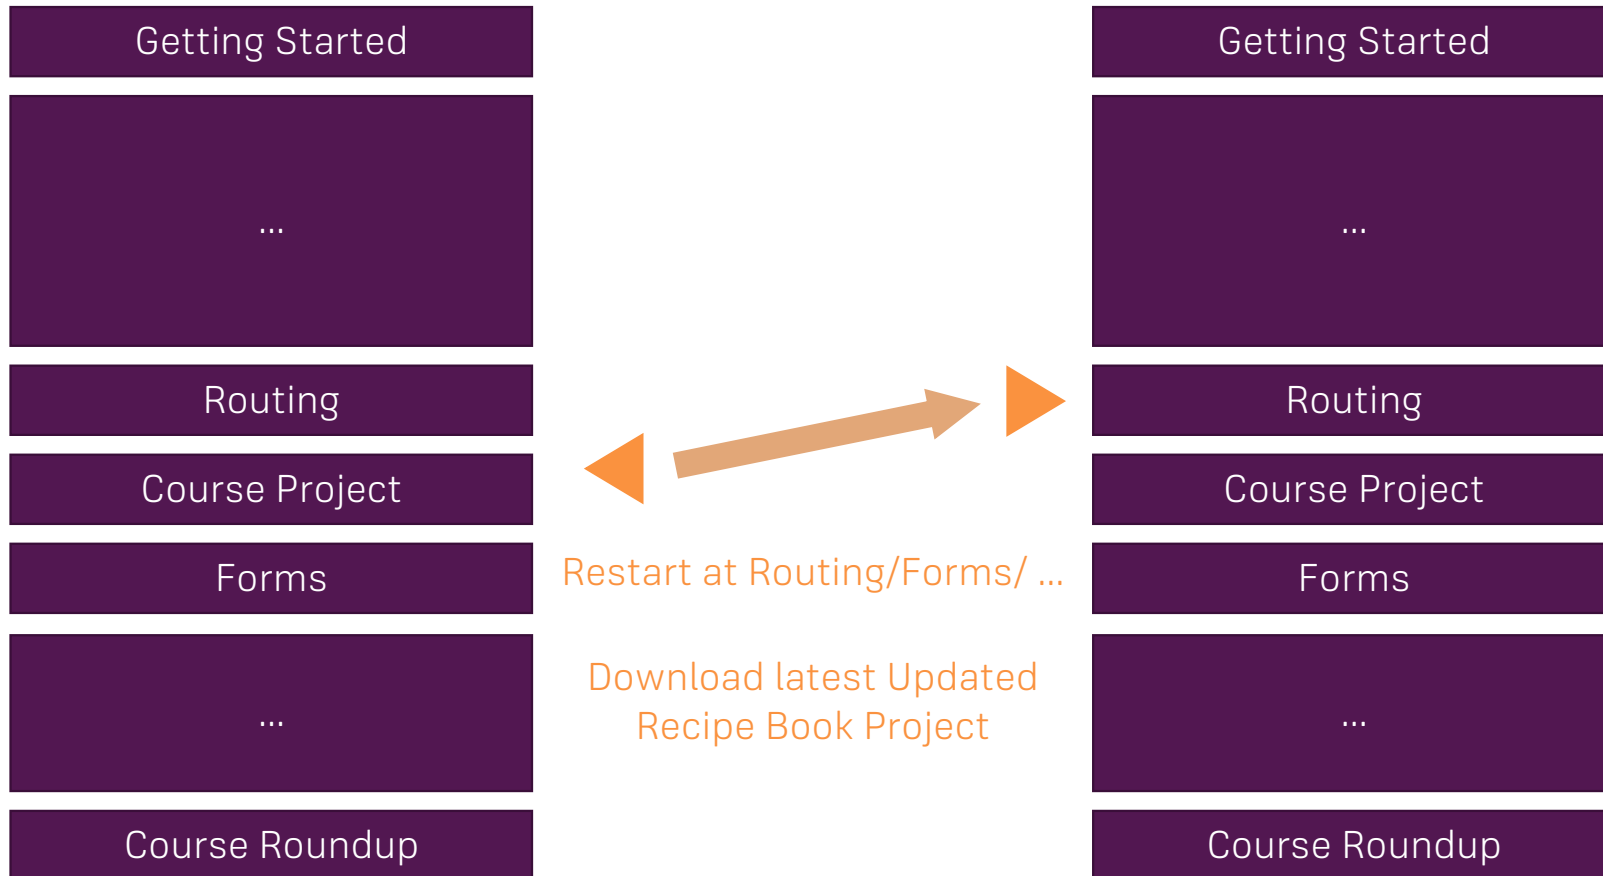 Getting Started
...
Routing
Course Project
Forms
...
Course Roundup
Restart at Routing/Forms/ ...
Download latest Updated
Recipe Book Project
Getting Started
...
Routing
Course Project
Forms
...
Course Roundup